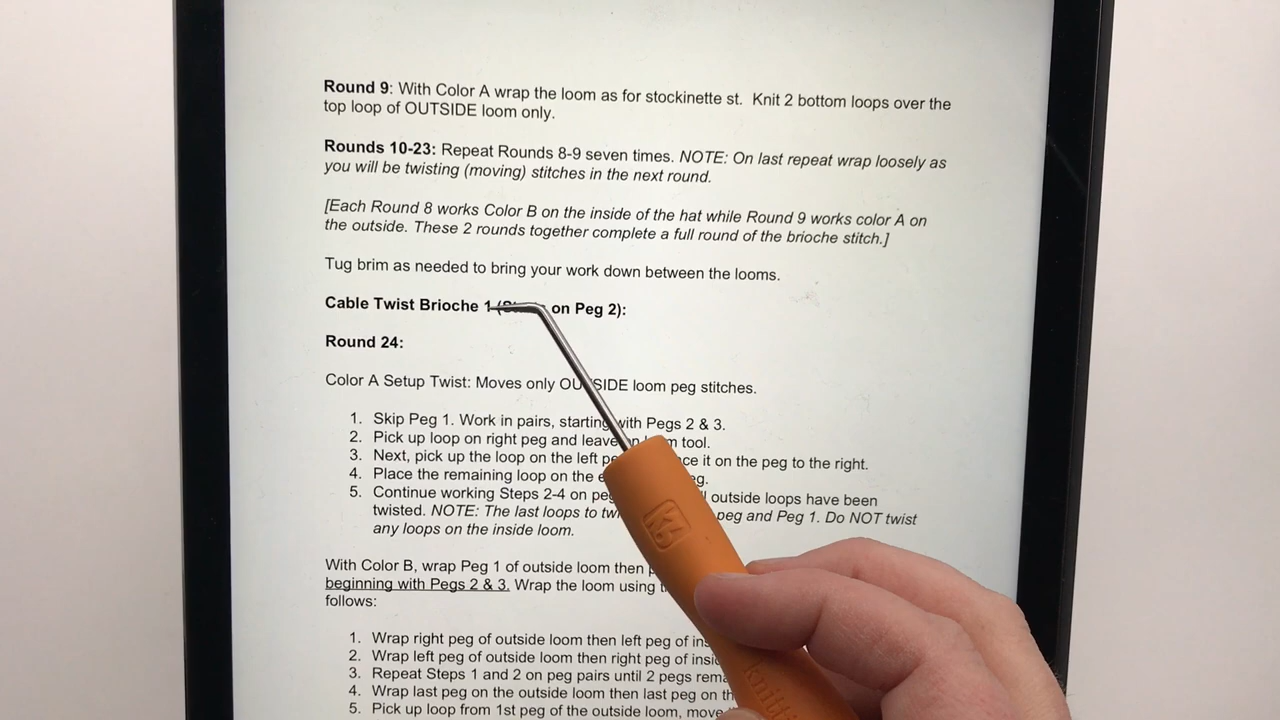 Round 9: With Color A wrap the loom as for stockinette st. Knit 2 bottom loops over the
top loop of OUTSIDE loom only.
Rounds 10-23: Repeat Rounds 8-9 seven times. NOTE: On last repeat wrap loosely as
you will be twisting (moving) stitches in the next round.
[Each Round 8 works Color B on the inside of the hat while Round 9 works color A on
the outside. These 2 rounds together complete a full round of the brioche stitch.]
Tug brim as needed to bring your work down between the looms.
Cable Twist Brioche 1 on Peg 2):
Round 24:
Color A Setup Twist: Moves only OUTSIDE loom peg stitches.
1. Skip Peg 1. Work in pairs, starting with Pegs 2 & 3.
2. Pick up loop on right peg and leave on loom tool.
3. Next, pick up the loop on the left it on the peg to the right.
4. Place the remaining loop on the
5. Continue working Steps 2-4 on outside loops have been
twisted. NOTE: The last loops to peg and Peg 1. Do NOT twist
any loops on the inside loom.
With Color B, wrap Peg 1 of outside loom then
beginning with Pegs 2 & 3. Wrap the loom using
follows:
1. Wrap right peg of outside loom then left peg of
2. Wrap left peg of outside loom then right peg of
3. Repeat Steps 1 and 2 on peg pairs until 2 pegs
4. Wrap last peg on the outside loom then last peg on
5. Pick up loop from 1st peg of the outside loom, move
KB